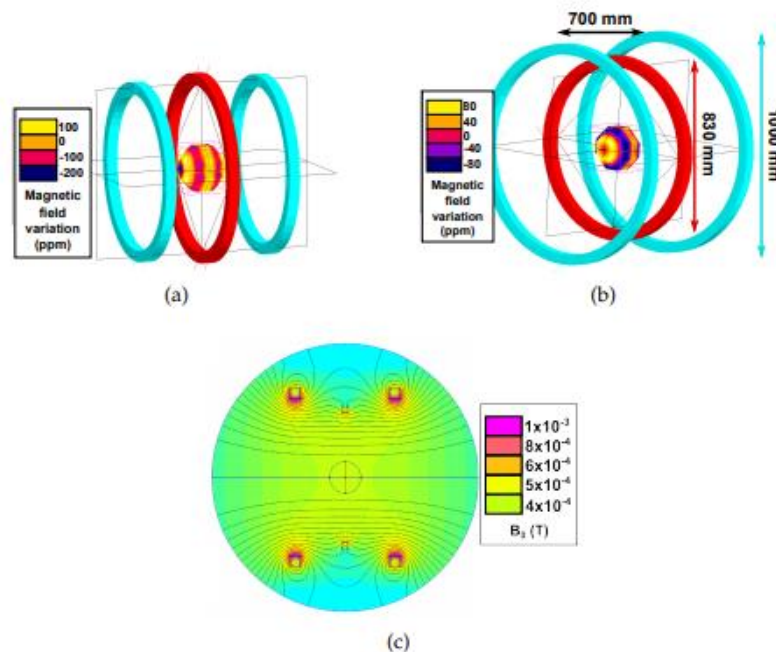 100
0
-100
-200
Magnetic
field
variation
(ppm)
(a)
700 mm
80
40
0
-40
-80
Magnetic
field
variation
(ppm)
830 mm
1000 mm
(b)
1x10⁻³
8x10⁻⁴
6x10⁻⁴
5x10⁻⁴
4x10⁻⁴
(T)
(c)